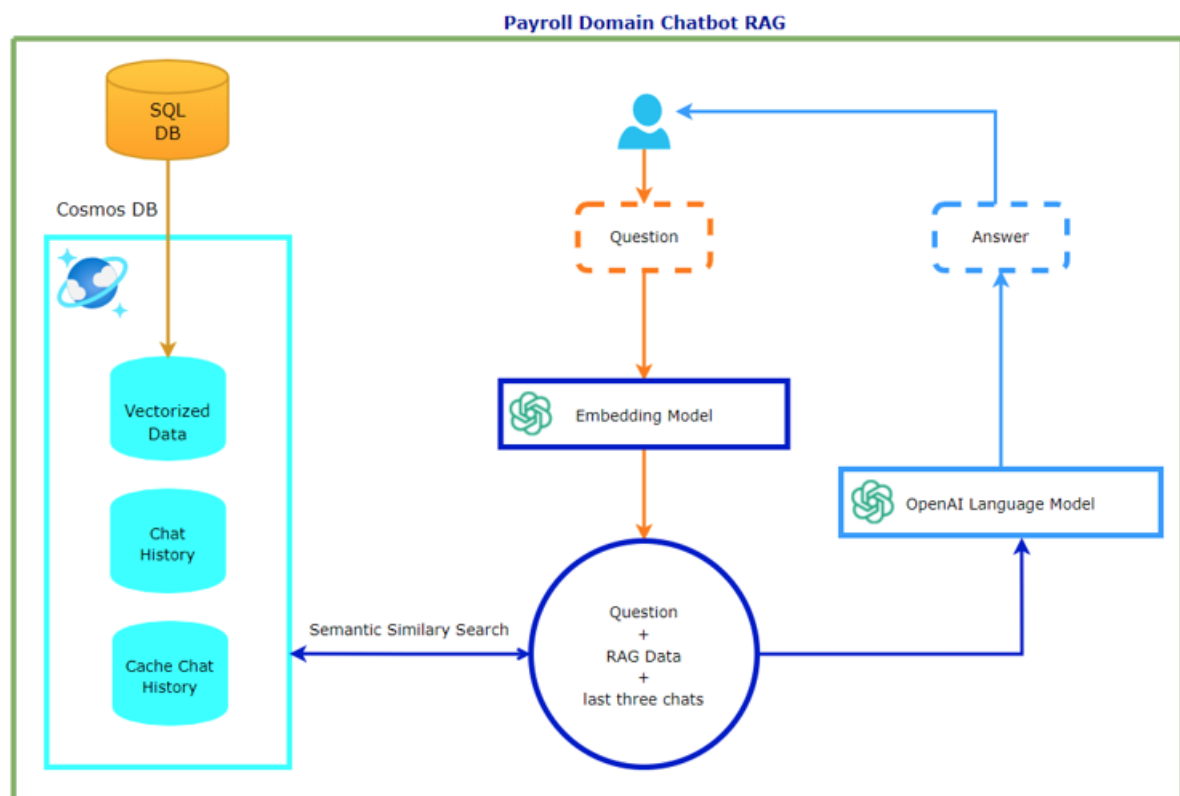 Payroll Domain Chatbot RAG
SQL
DB
Cosmos DB
Vectorized
Data
Chat
History
Cache Chat
History
Semantic Similary Search
Question
Embedding Model
Question
+
RAG Data
+
last three chats
OpenAI Language Model
Answer